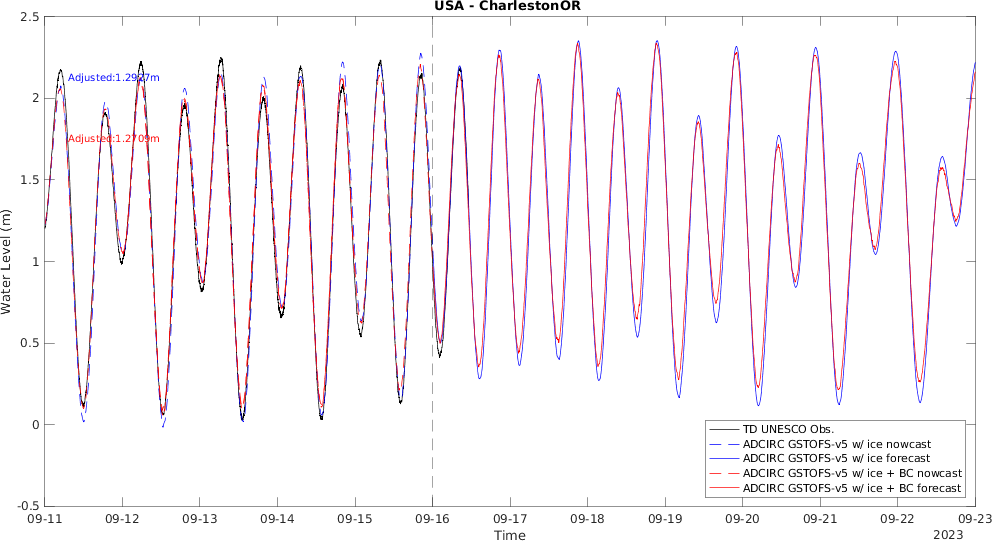 USA - CharlestonOR
2.5
Adjusted:1.2927m
2
Adjusted:1.2709m
1.5
Water Level (m)
1
0.5
0
TD UNESCO Obs.
ADCIRC GSTOFS-v5 w/ ice nowcast
ADCIRC GSTOFS-v5 w/ ice forecast
ADCIRC GSTOFS-v5 w/ ice + BC nowcast
ADCIRC GSTOFS-v5 w/ ice + BC forecast
-0.5
09-11 09-12 09-13 09-14 09-15 09-16 09-17 09-18 09-19 09-20 09-21 09-22 09-23
Time
2023